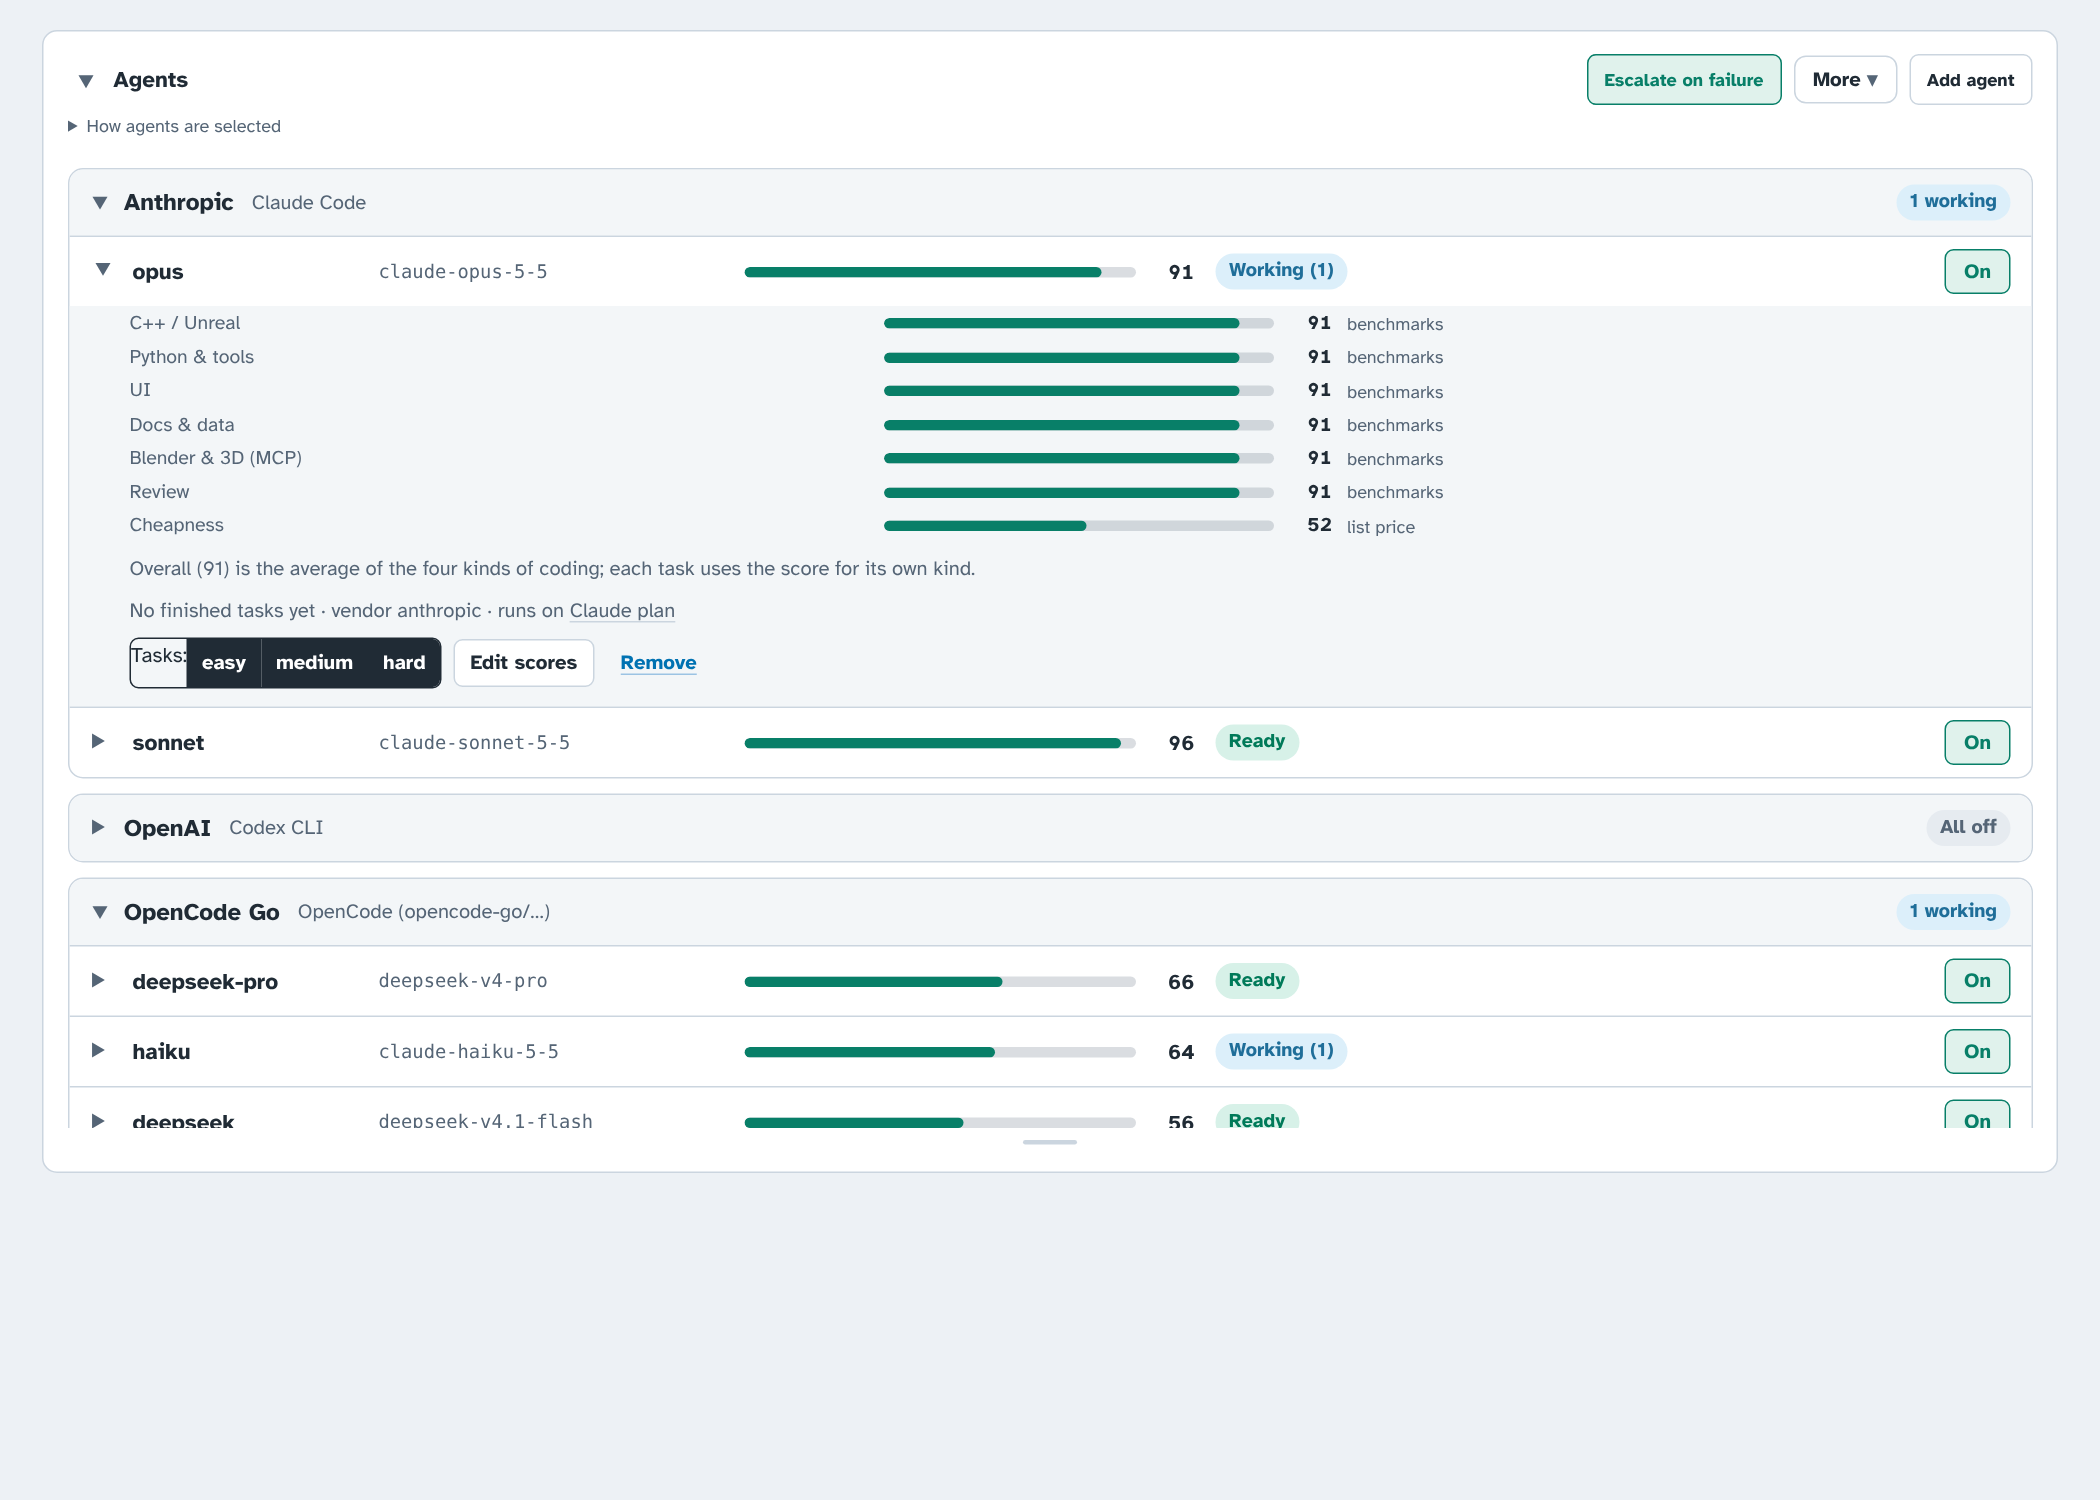 ▼ Agents Escalate on failure More ▾ Add agent
▶ How agents are selected
▼ Anthropic Claude Code 1 working
▼ opus claude-opus-5-5 91 Working (1) On
C++ / Unreal 91 benchmarks
Python & tools 91 benchmarks
UI 91 benchmarks
Docs & data 91 benchmarks
Blender & 3D (MCP) 91 benchmarks
Review 91 benchmarks
Cheapness 52 list price
Overall (91) is the average of the four kinds of coding; each task uses the score for its own kind.
No finished tasks yet · vendor anthropic · runs on Claude plan
Tasks: easy medium hard Edit scores Remove
▶ sonnet claude-sonnet-5-5 96 Ready On
▶ OpenAI Codex CLI All off
▼ OpenCode Go OpenCode (opencode-go/...) 1 working
▶ deepseek-pro deepseek-v4-pro 66 Ready On
▶ haiku claude-haiku-5-5 64 Working (1) On
▶ deepseek deepseek-v4.1-flash 56 Ready On